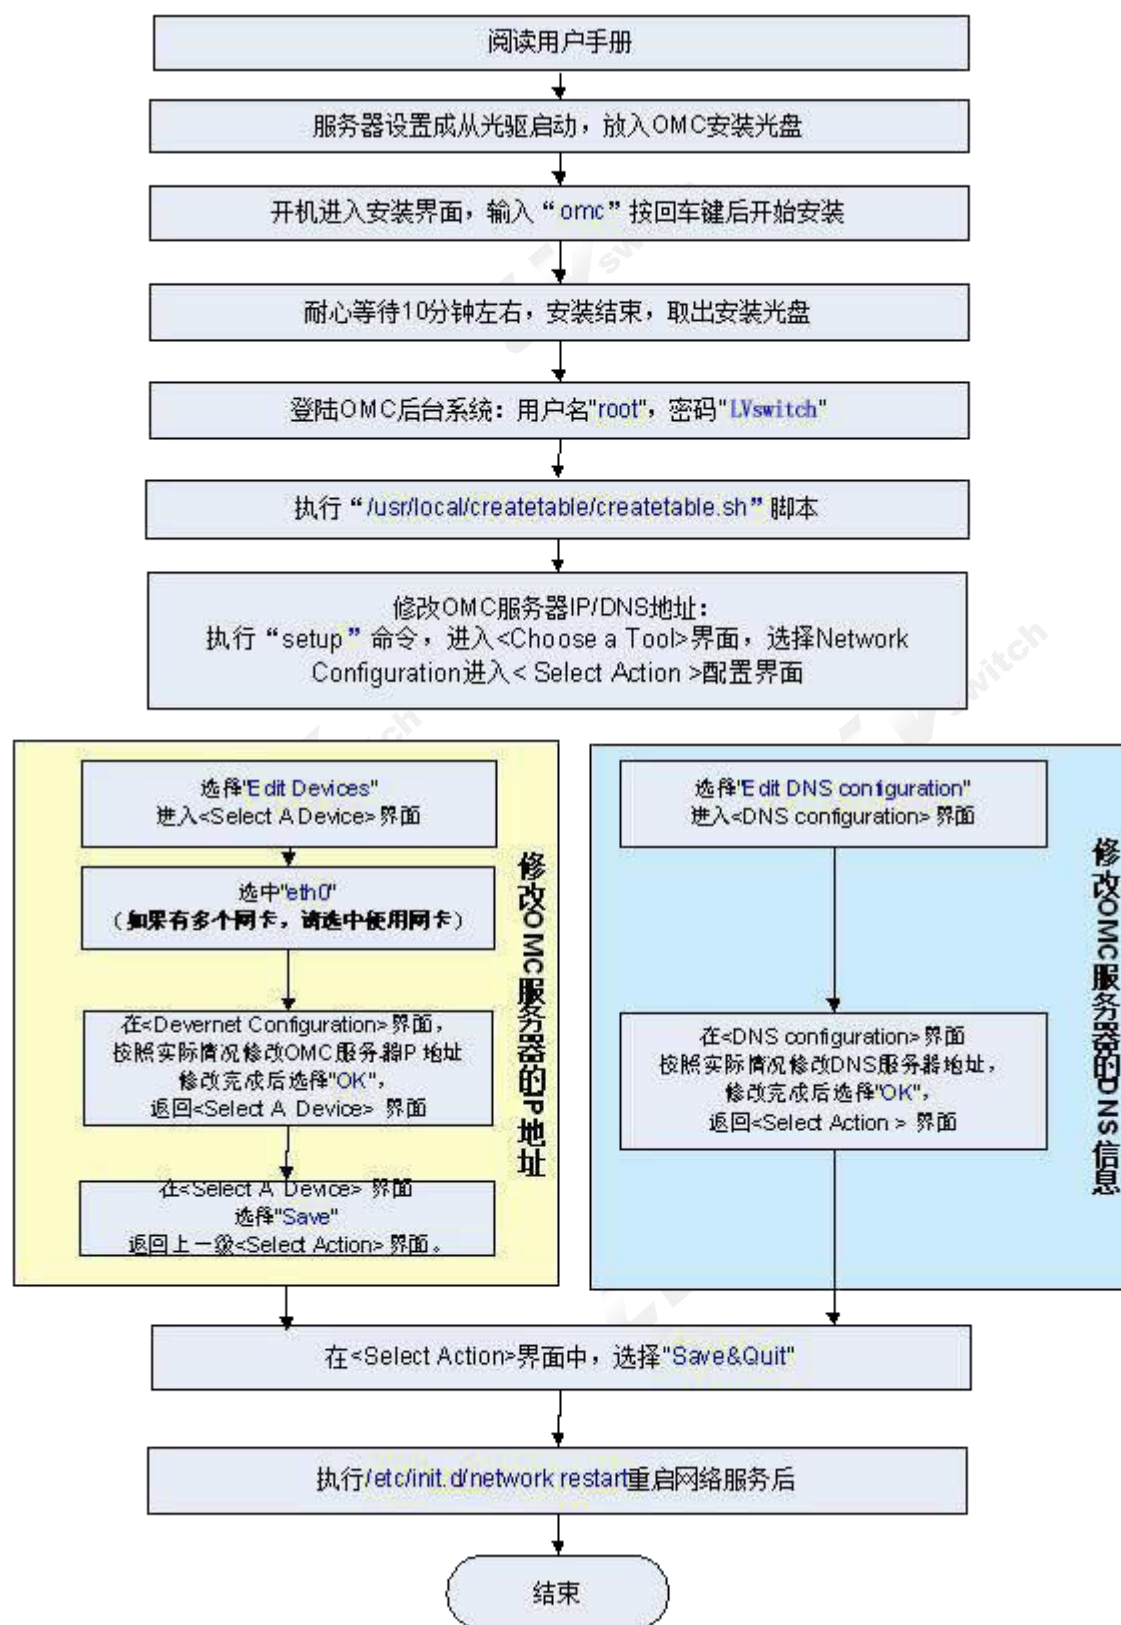 阅读用户手册
服务器设置成从光驱启动，放入OMC安装光盘
开机进入安装界面，输入“omc”按回车键后开始安装
耐心等待10分钟左右，安装结束，取出安装光盘
登陆OMC后台系统：用户名"root"，密码"LVswitch"
执行“/usr/local/createtable/createtable.sh”脚本
修改OMC服务器IP/DNS地址：
执行“setup”命令，进入<Choose a Tool>界面，选择Network
Configuration进入< Select Action >配置界面
选择"Edit Devices"
进入<Select A Device>界面
选中"eth0"
（如果有多个网卡，请选中使用网卡）
在<Devernet Configuration>界面，
按照实际情况修改OMC服务器IP 地址
修改完成后选择"OK"，
返回<Select A Device> 界面
在<Select A Device> 界面
选择"Save"
返回上一级<Select Action>界面。
修改OMC服务器的IP地址
选择"Edit DNS configuration"
进入<DNS configuration> 界面
在<DNS configuration>界面
按照实际情况修改DNS服务器地址，
修改完成后选择"OK"，
返回<Select Action > 界面
修改OMC服务器的DNS信息
在<Select Action>界面中，选择"Save&Quit"
执行/etc/init.d/network restart重启网络服务后
结束
switch
switch